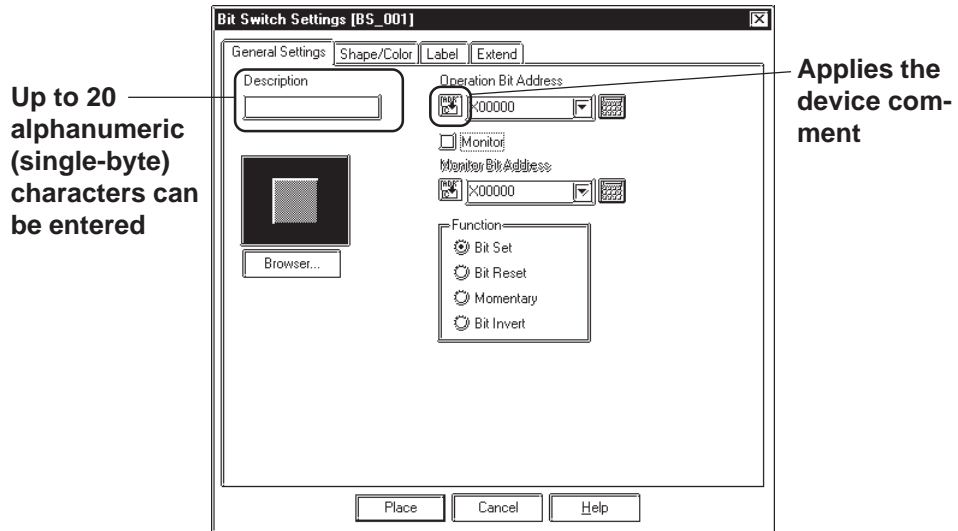 Bit Switch Settings [BS_001]
General Settings Shape/Color Label Extend
Description
Operation Bit Address
X00000
Monitor
Monitor Bit Address
X00000
Function
Bit Set
Bit Reset
Momentary
Bit Invert
Browser...
Place Cancel Help
Up to 20
alphanumeric
(single-byte)
characters can
be entered
Applies the
device com-
ment